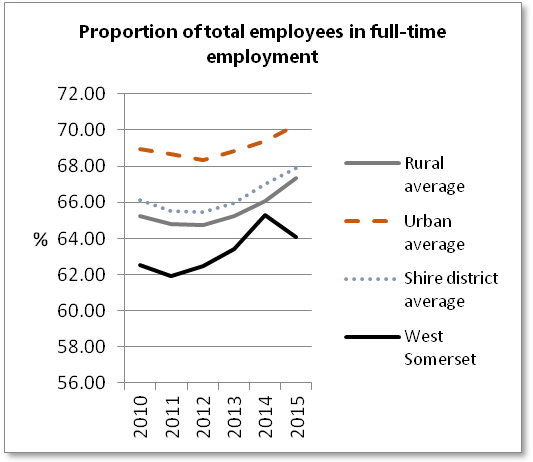 Proportion of total employees in full-time
employment
72.00
70.00
68.00
66.00
64.00
62.00
60.00
58.00
56.00
%
2010
2011
2012
2013
2014
2015
Rural
average
Urban
average
Shire district
average
West
Somerset